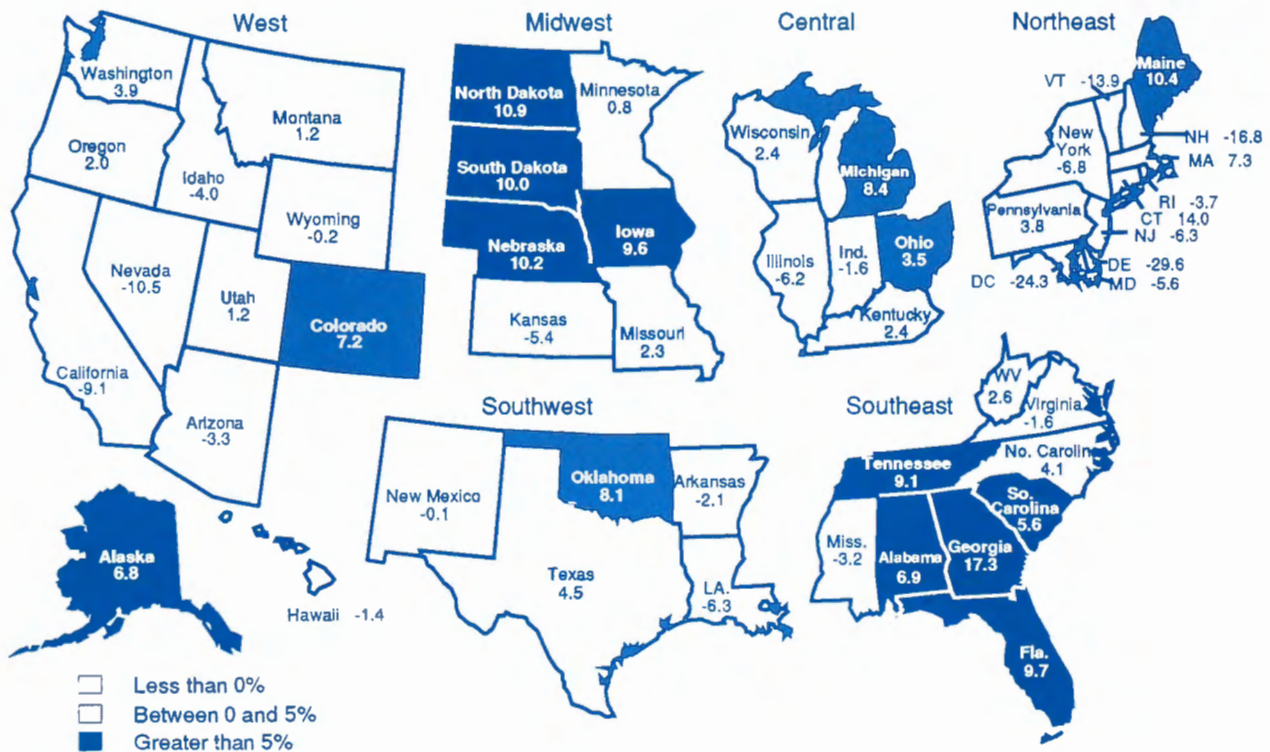 West
Midwest
Central
Northeast
Washington
3.9
Oregon
2.0
Idaho
-4.0
Montana
1.2
Wyoming
-0.2
Nevada
-10.5
Utah
1.2
Colorado
7.2
California
-9.1
Arizona
-3.3
Alaska
6.8
Hawaii -1.4
North Dakota
10.9
South Dakota
10.0
Nebraska
10.2
Kansas
-5.4
Minnesota
0.8
Iowa
9.6
Missouri
2.3
Wisconsin
2.4
Michigan
8.4
Illinois
-6.2
Ind.
-1.6
Ohio
3.5
Kentucky
2.4
Maine
10.4
VT -13.9
NH -16.8
MA 7.3
New
York
-6.8
RI -3.7
CT 14.0
NJ -6.3
Pennsylvania
3.8
DE -29.6
MD -5.6
DC -24.3
Southwest
New Mexico
-0.1
Oklahoma
8.1
Arkansas
-2.1
Texas
4.5
LA.
-6.3
Southeast
WV
2.6
Virginia
-1.6
No. Carolin
4.1
Tennessee
9.1
So.
Carolina
5.6
Miss.
-3.2
Alabama
6.9
Georgia
17.3
Fla.
9.7
Less than 0%
Between 0 and 5%
Greater than 5%